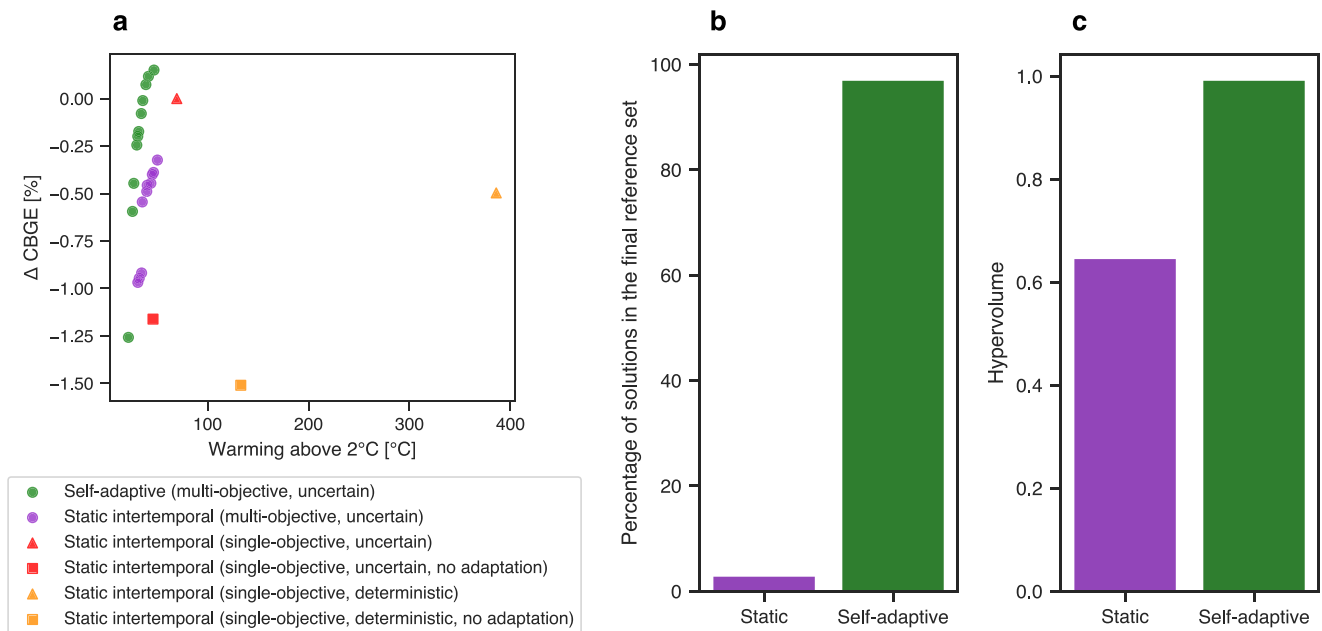 a
0.00
−0.25
−0.50
−0.75
−1.00
−1.25
−1.50
Δ CBGE [%]
100
200
300
400
Warming above 2°C [°C]
Self-adaptive (multi-objective, uncertain)
Static intertemporal (multi-objective, uncertain)
Static intertemporal (single-objective, uncertain)
Static intertemporal (single-objective, uncertain, no adaptation)
Static intertemporal (single-objective, deterministic)
Static intertemporal (single-objective, deterministic, no adaptation)
b
100
80
60
40
20
0
Percentage of solutions in the final reference set
Static
Self-adaptive
c
1.0
0.8
0.6
0.4
0.2
0.0
Hypervolume
Static
Self-adaptive